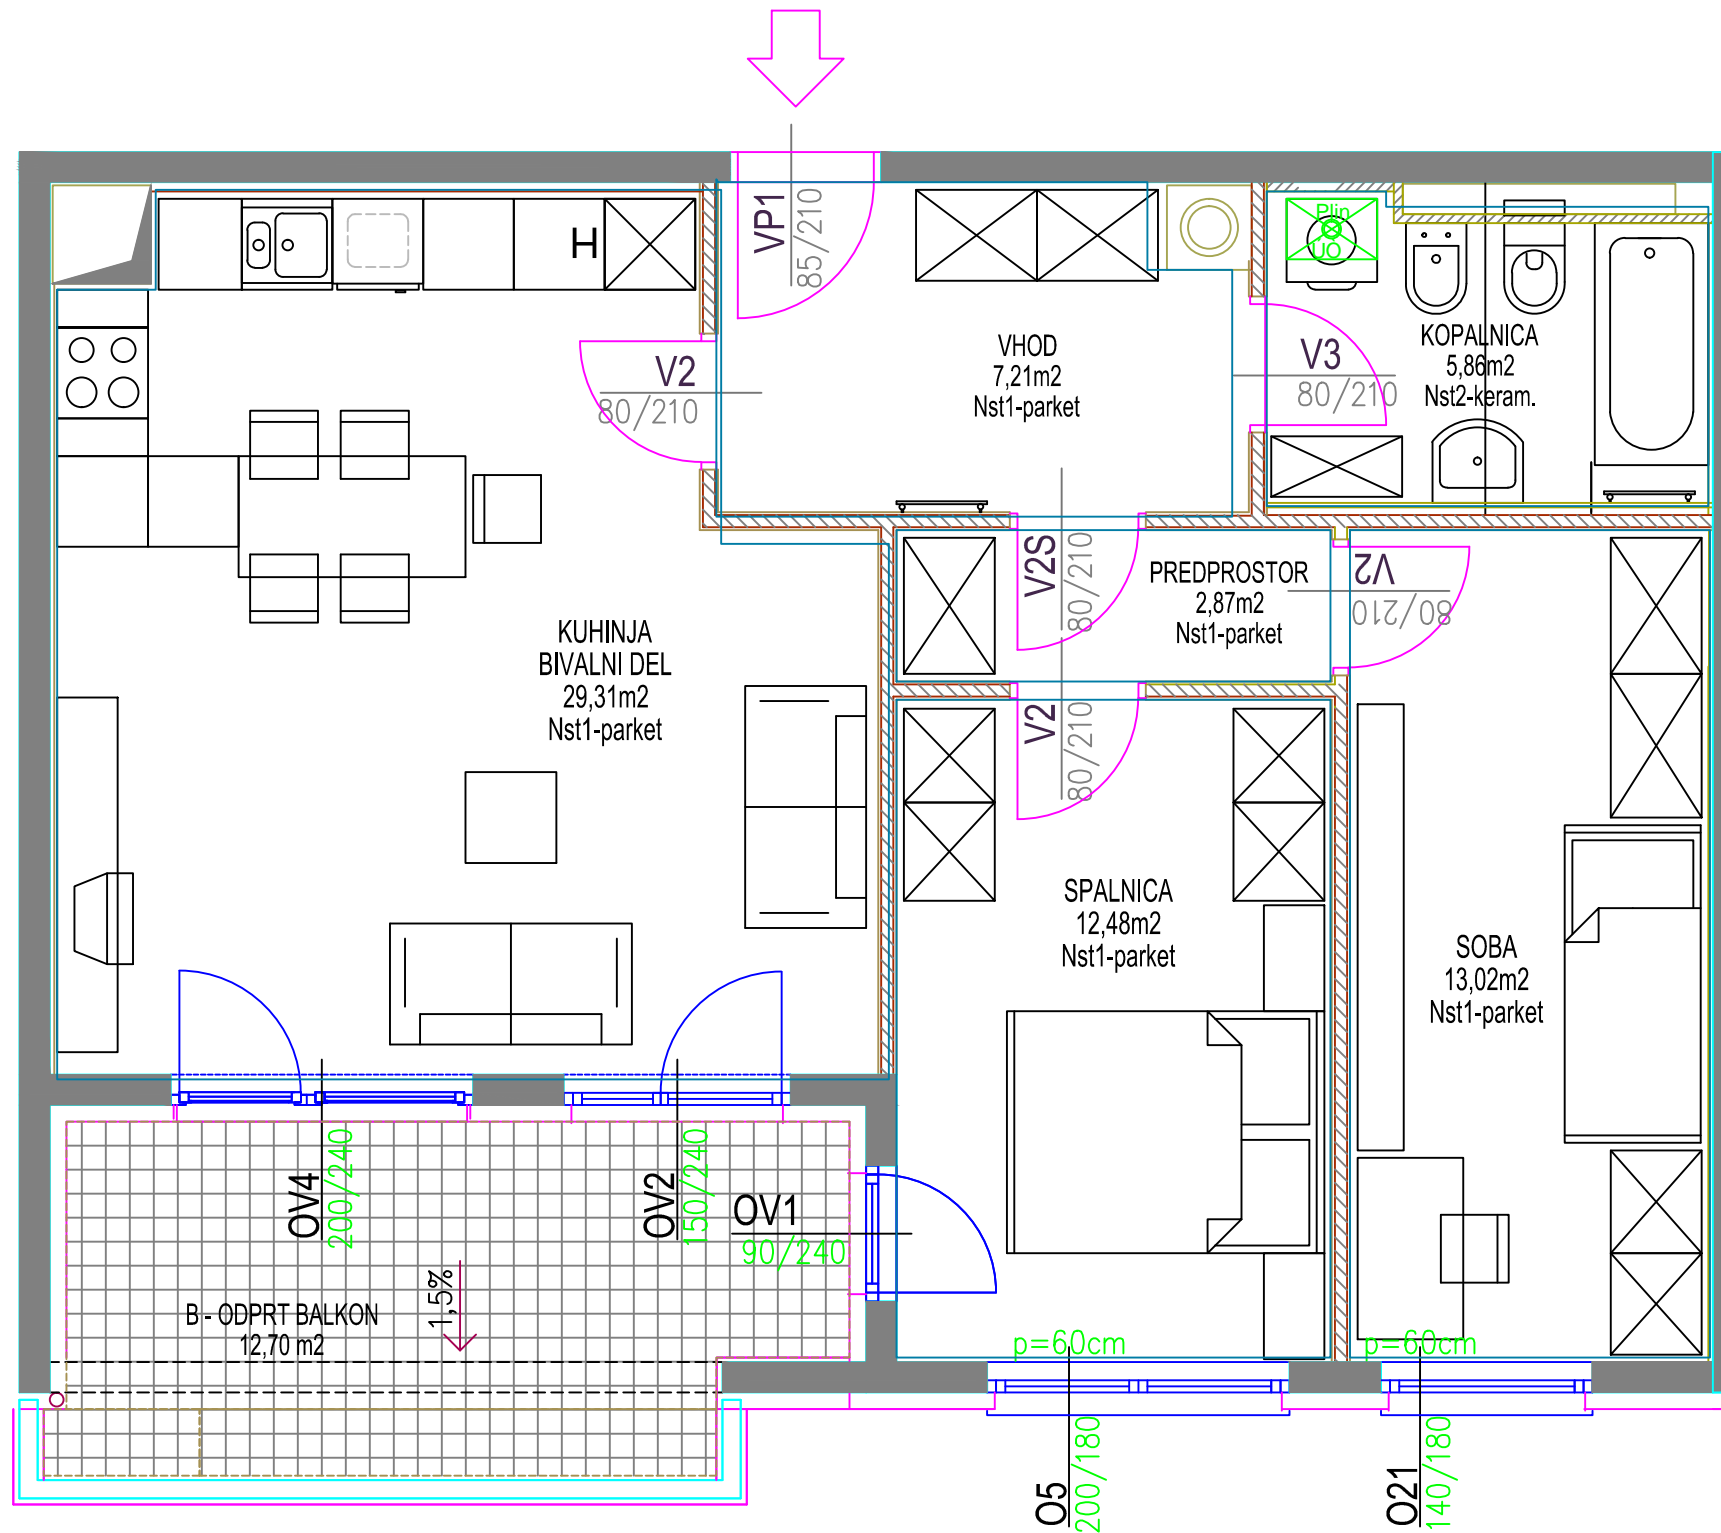 VP1
85/210
H
Plin
UO
V2
80/210
VHOD
7,21m2
Nst1-parket
V3
80/210
KOPALNICA
5,86m2
Nst2-keram.
V2S
80/210
PREDPROSTOR
2,87m2
Nst1-parket
V2
80/210
KUHINJA
BIVALNI DEL
29,31m2
Nst1-parket
V2
80/210
SPALNICA
12,48m2
Nst1-parket
SOBA
13,02m2
Nst1-parket
OV4
200/240
OV2
150/240
OV1
90/240
B - ODPRT BALKON
12,70 m2
1,5%
p=60cm
p=60cm
O5
200/180
O21
140/180